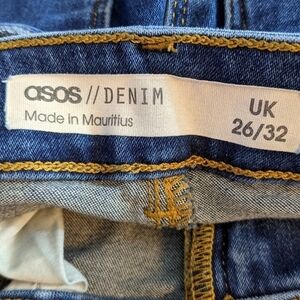 asos // DENIM
Made in Mauritius
UK
26/32